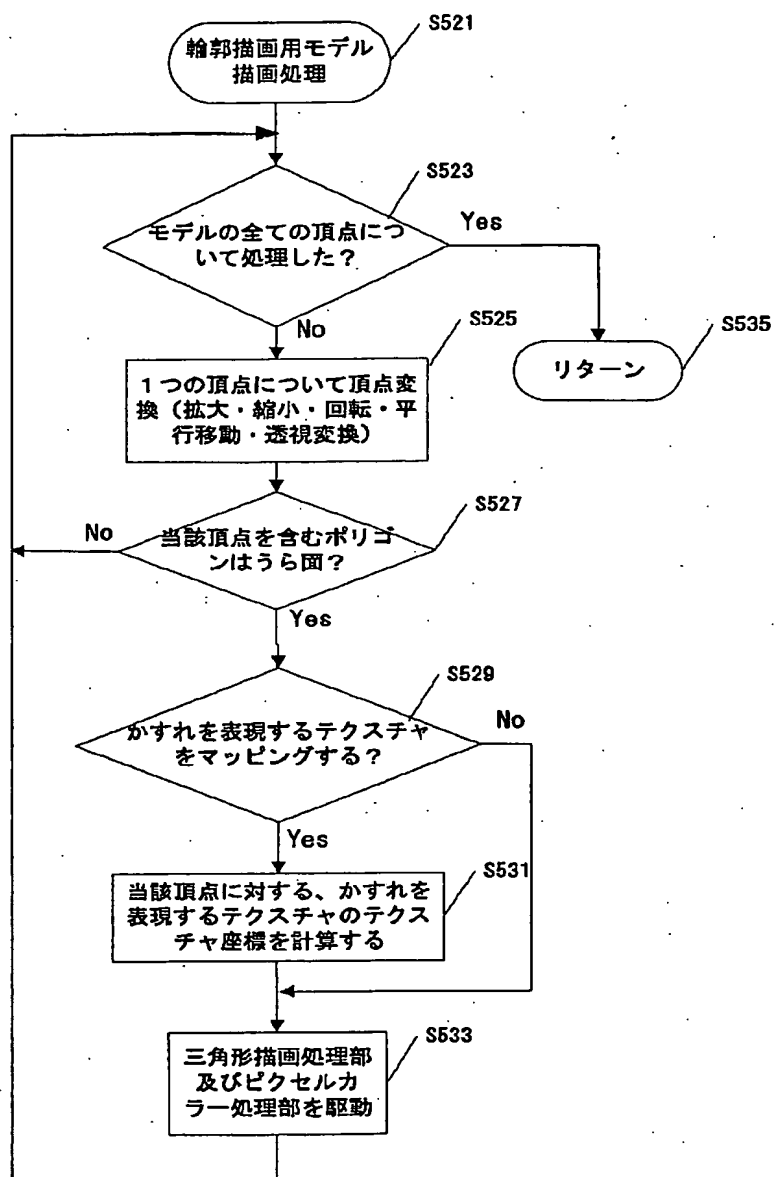 S521
輪郭描画用モデル
描画処理
S523
モデルの全ての頂点につ
いて処理した？
Yes
No
S525
S535
リターン
１つの頂点について頂点変
換（拡大・縮小・回転・平
行移動・透視変換）
S527
No
当該頂点を含むポリゴ
ンはうら面？
Yes
S529
かすれを表現するテクスチャ
をマッピングする？
No
Yes
S531
当該頂点に対する、かすれを
表現するテクスチャのテクス
チャ座標を計算する
S533
三角形描画処理部
及びピクセルカ
ラー処理部を駆動